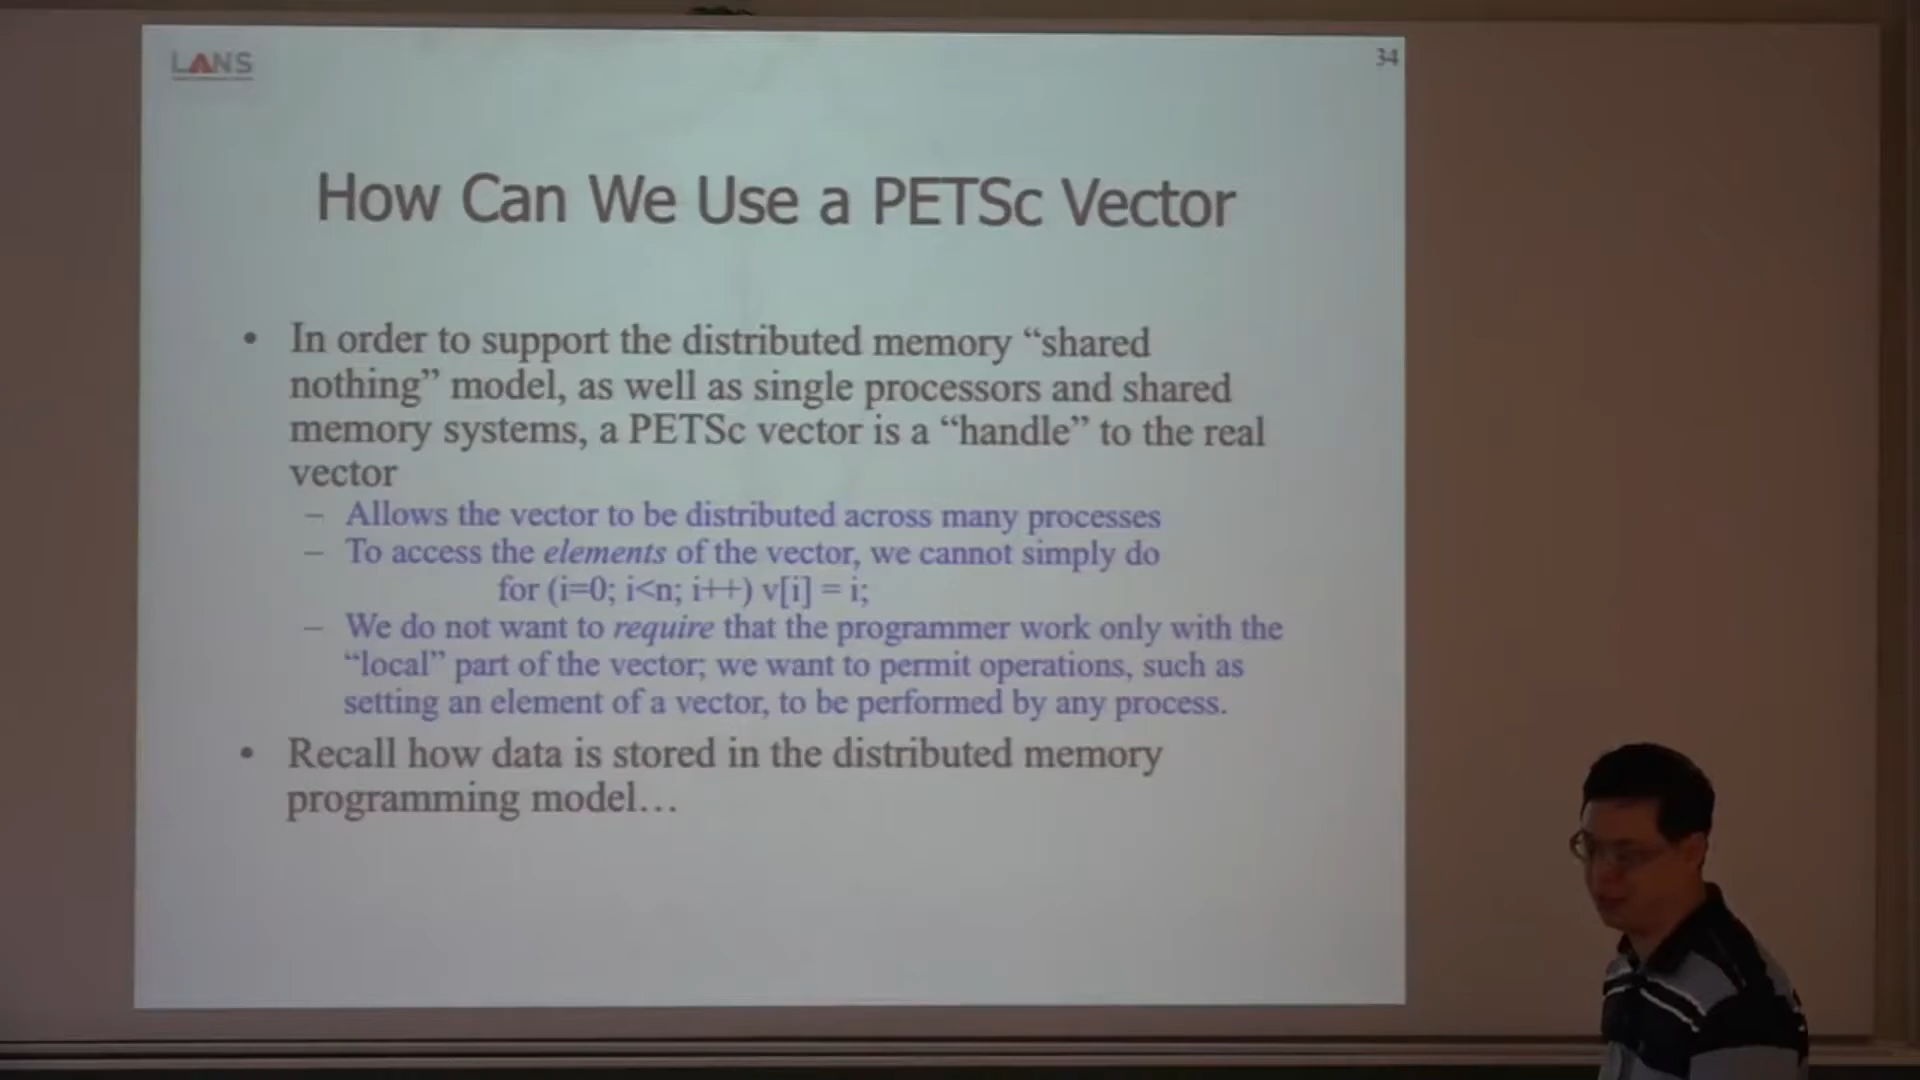 LANS
34
How Can We Use a PETSc Vector
• In order to support the distributed memory “shared
nothing” model, as well as single processors and shared
memory systems, a PETSc vector is a “handle” to the real
vector
– Allows the vector to be distributed across many processes
– To access the elements of the vector, we cannot simply do
for (i=0; i<n; i++) v[i] = i;
– We do not want to require that the programmer work only with the
“local” part of the vector; we want to permit operations, such as
setting an element of a vector, to be performed by any process.
• Recall how data is stored in the distributed memory
programming model…